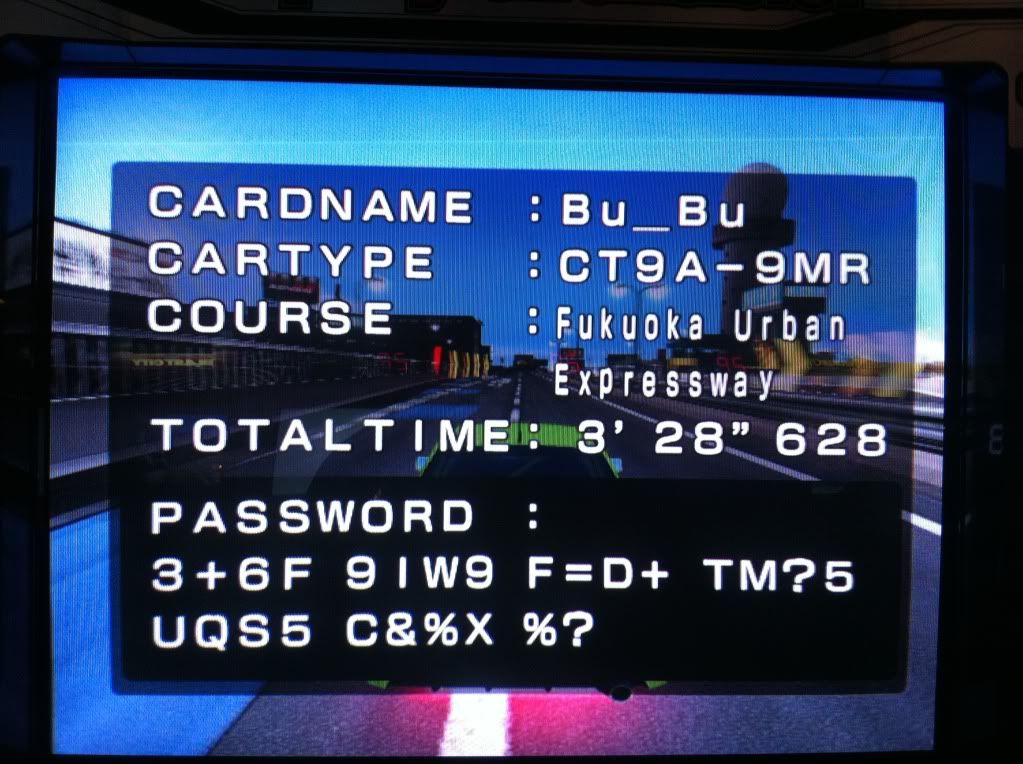 CARDNAME : Bu__Bu
CARTYPE : CT9A-9MR
COURSE : Fukuoka Urban
Expressway
TOTALTIME: 3' 28" 628
PASSWORD :
3+6F 9IW9 F=D+ TM?5
UQS5 C&%X %?